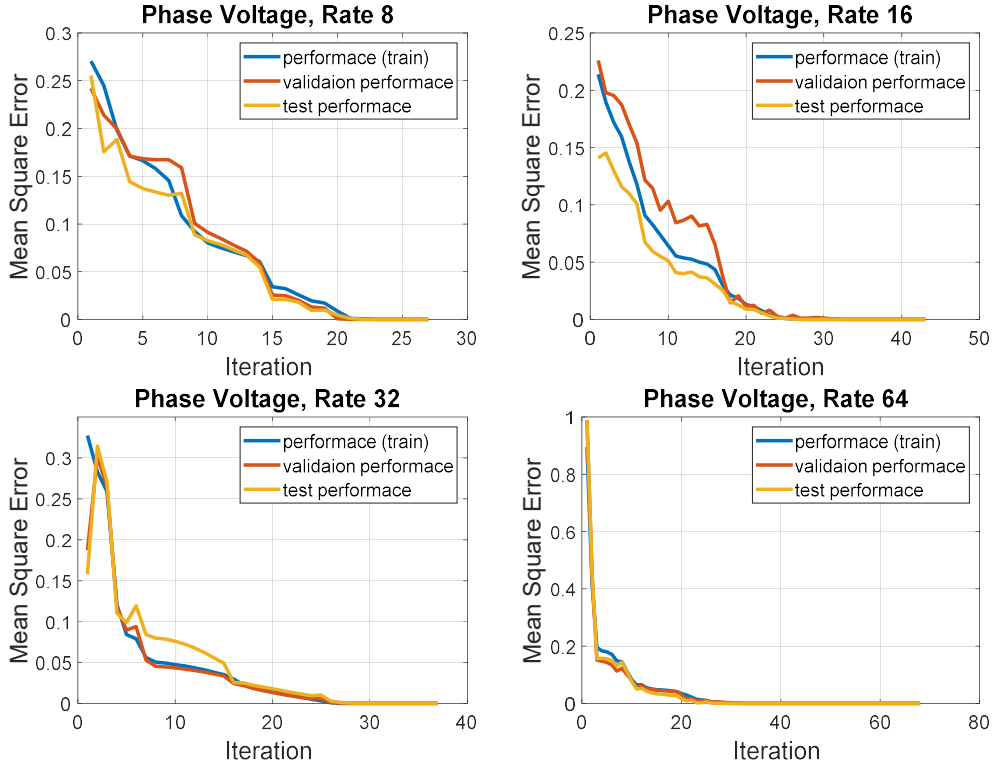 Phase Voltage, Rate 8
0.3
0.25
0.2
0.15
0.1
0.05
0
Mean Square Error
performace (train)
validaion performace
test performace
0 5 10 15 20 25 30
Iteration
Phase Voltage, Rate 16
0.25
0.2
0.15
0.1
0.05
0
Mean Square Error
performace (train)
validaion performace
test performace
0 10 20 30 40 50
Iteration
Phase Voltage, Rate 32
0.3
0.25
0.2
0.15
0.1
0.05
0
Mean Square Error
performace (train)
validaion performace
test performace
0 10 20 30 40
Iteration
Phase Voltage, Rate 64
1
0.8
0.6
0.4
0.2
0
Mean Square Error
performace (train)
validaion performace
test performace
0 20 40 60 80
Iteration